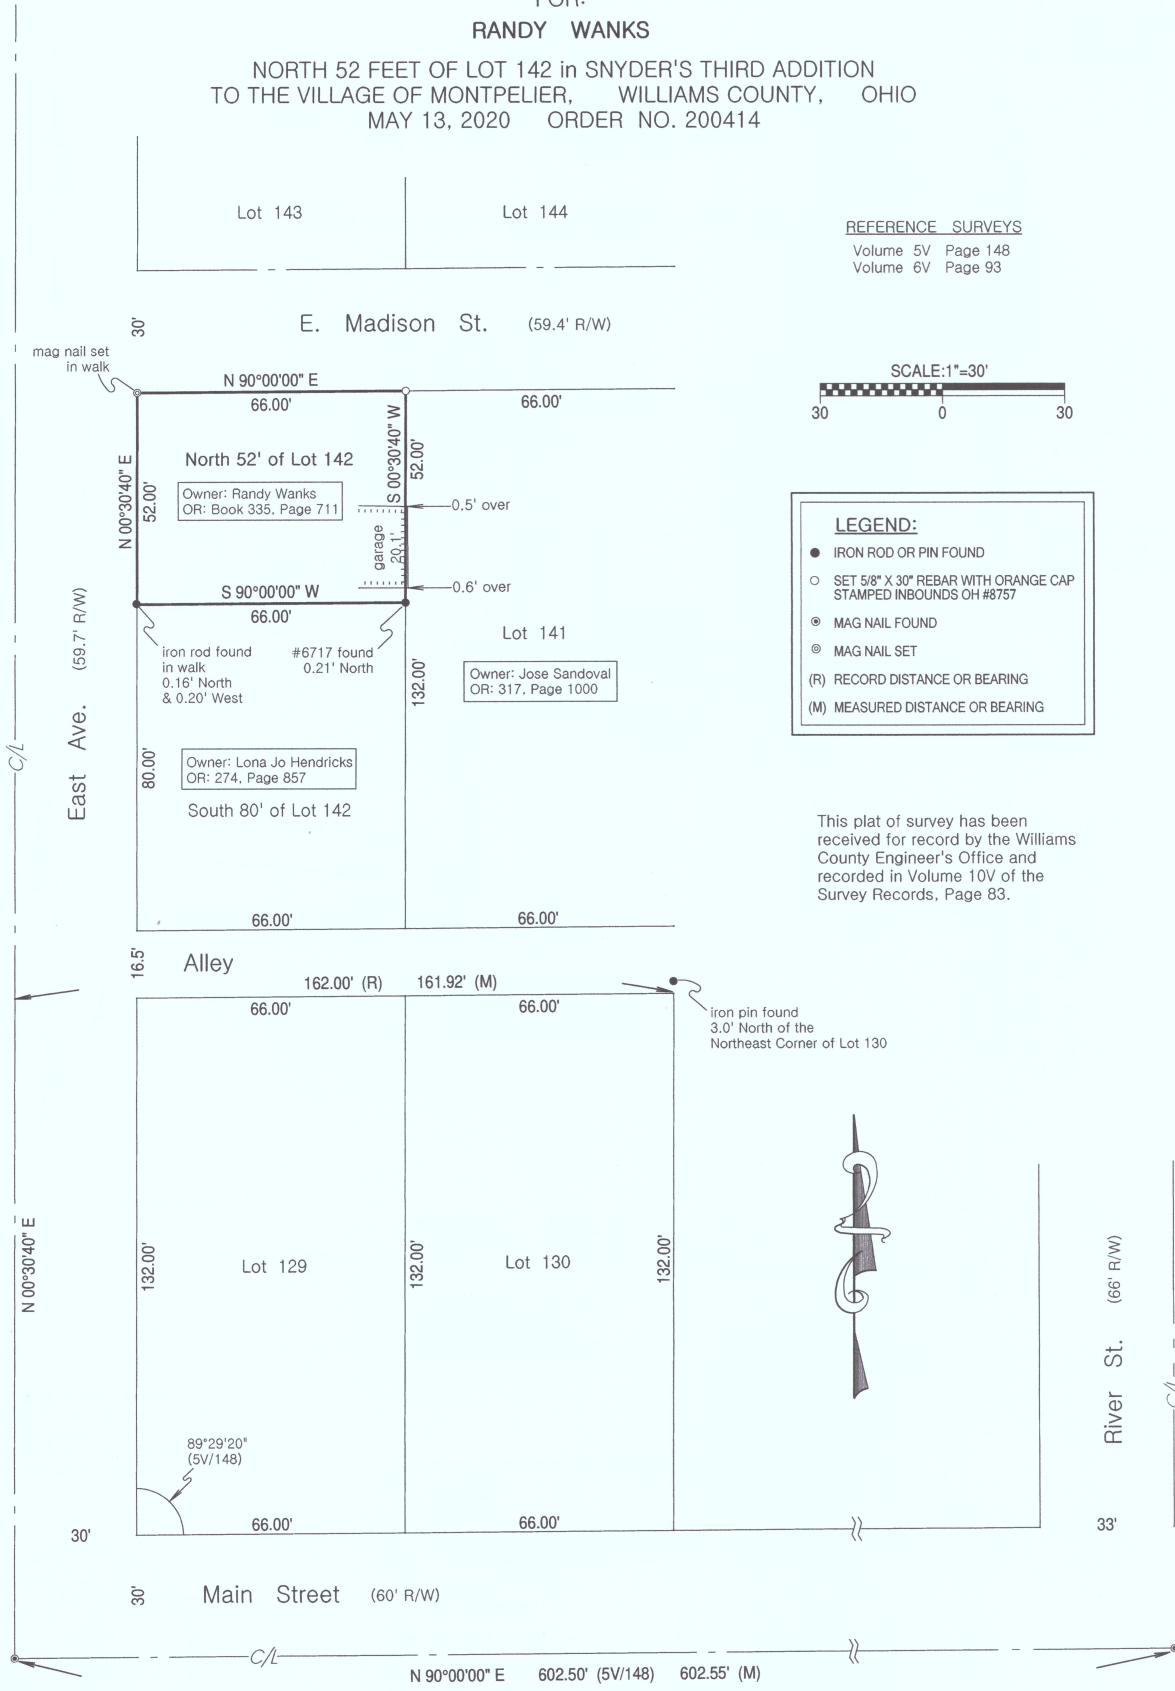 FOR:
RANDY WANKS
NORTH 52 FEET OF LOT 142 in SNYDER'S THIRD ADDITION
TO THE VILLAGE OF MONTPELIER, WILLIAMS COUNTY, OHIO
MAY 13, 2020 ORDER NO. 200414
Lot 143
Lot 144
REFERENCE SURVEYS
Volume 5V Page 148
Volume 6V Page 93
30'
E. Madison St. (59.4' R/W)
mag nail set
in walk
SCALE:1"=30'
30 0 30
N 90°00'00" E
66.00'
66.00'
N 00°30'40" E
52.00'
North 52' of Lot 142
Owner: Randy Wanks
OR: Book 335, Page 711
S 00°30'40" W
52.00'
0.5' over
garage
20.1'
0.6' over
S 90°00'00" W
66.00'
LEGEND:
IRON ROD OR PIN FOUND
SET 5/8" X 30" REBAR WITH ORANGE CAP
STAMPED INBOUNDS OH #8757
MAG NAIL FOUND
MAG NAIL SET
(R) RECORD DISTANCE OR BEARING
(M) MEASURED DISTANCE OR BEARING
iron rod found
in walk
0.16' North
& 0.20' West
#6717 found
0.21' North
132.00'
Lot 141
Owner: Jose Sandoval
OR: 317, Page 1000
East Ave. (59.7' R/W)
C/L
80.00'
Owner: Lona Jo Hendricks
OR: 274, Page 857
South 80' of Lot 142
This plat of survey has been
received for record by the Williams
County Engineer's Office and
recorded in Volume 10V of the
Survey Records, Page 83.
66.00'
66.00'
16.5'
Alley
162.00' (R) 161.92' (M)
66.00'
66.00'
iron pin found
3.0' North of the
Northeast Corner of Lot 130
N 00°30'40" E
132.00'
Lot 129
132.00'
Lot 130
132.00'
River St. (66' R/W)
C/L
89°29'20"
(5V/148)
30'
66.00'
66.00'
33'
30'
Main Street (60' R/W)
C/L
N 90°00'00" E 602.50' (5V/148) 602.55' (M)